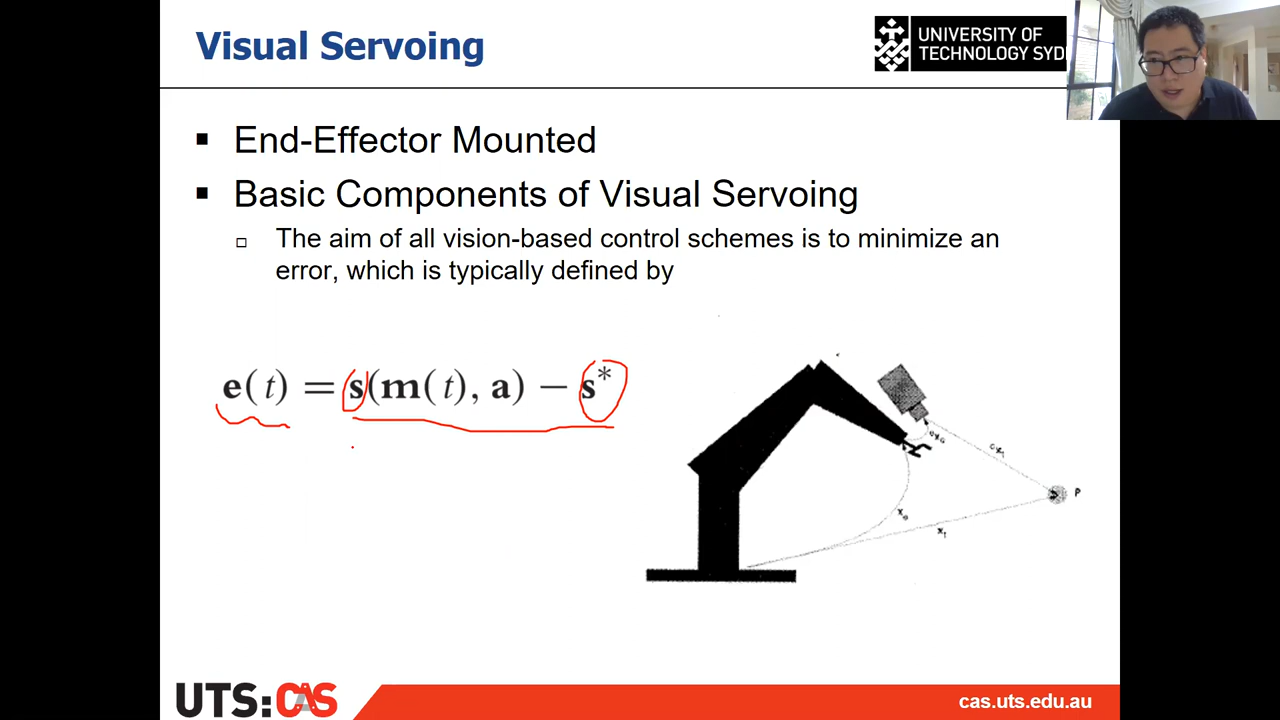 Visual Servoing
UNIVERSITY OF
TECHNOLOGY SYD
▪ End-Effector Mounted
▪ Basic Components of Visual Servoing
□ The aim of all vision-based control schemes is to minimize an
error, which is typically defined by
e(t) = s(m(t), a) − s*
P
x_t
UTS:CAS
cas.uts.edu.au